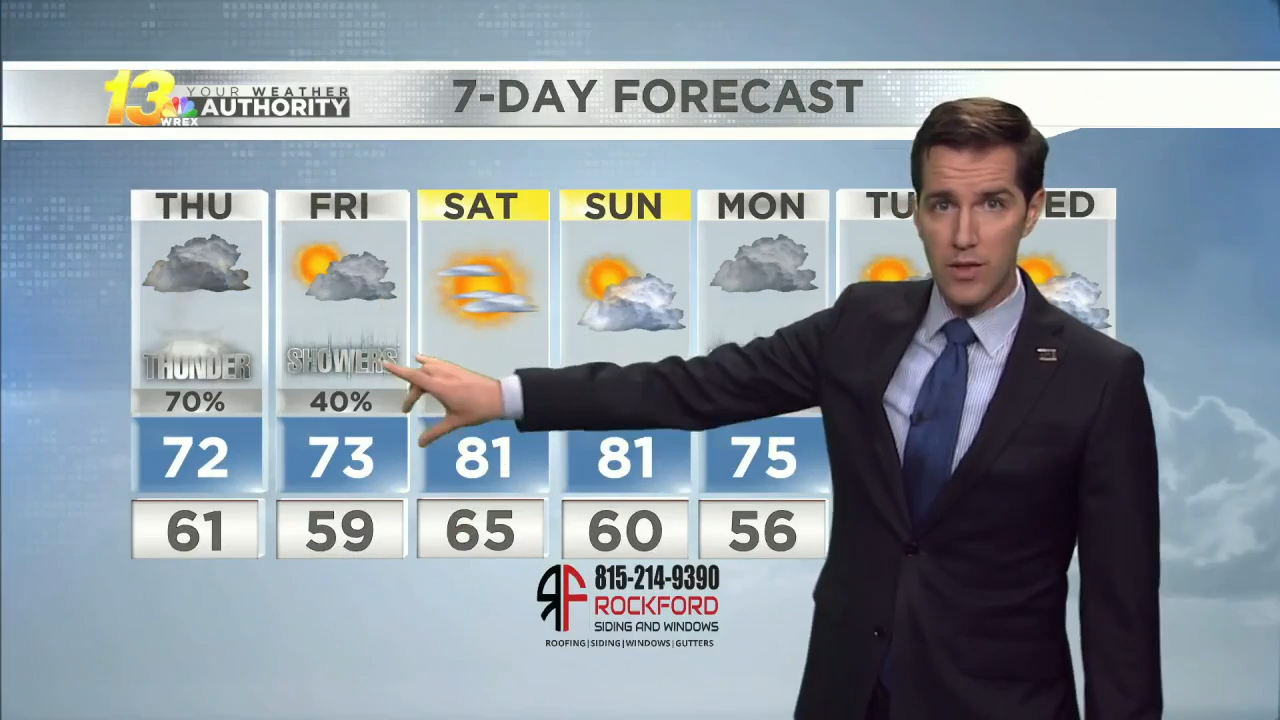 13
YOUR WEATHER
AUTHORITY
WREX
7-DAY FORECAST
THU
FRI
SAT
SUN
MON
TU
ED
THUNDER
SHOWERS
70%
40%
72
73
81
81
75
61
59
65
60
56
815-214-9390
ROCKFORD
SIDING AND WINDOWS
ROOFING|SIDING|WINDOWS|GUTTERS